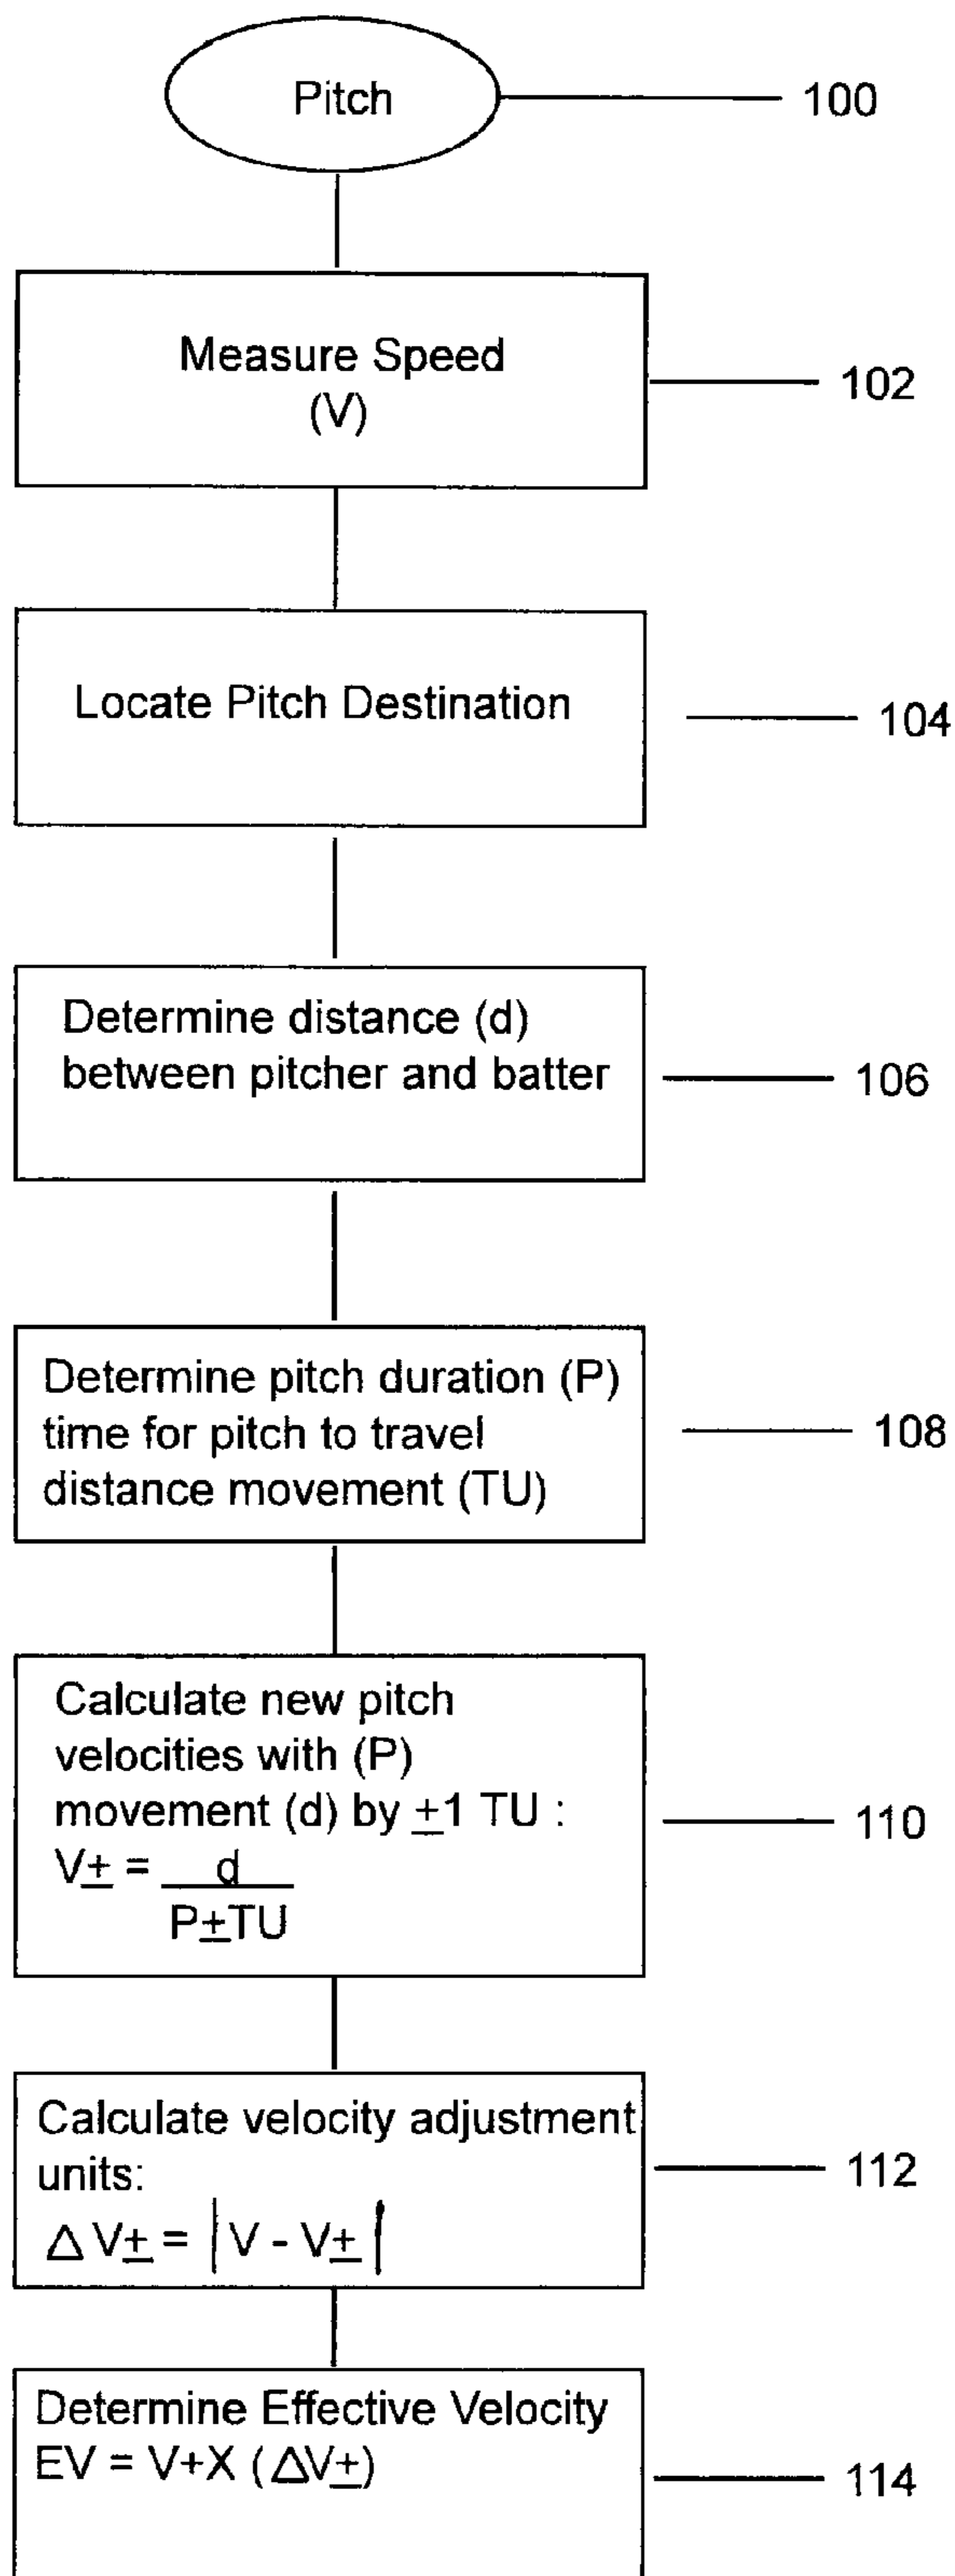 Pitch
100
Measure Speed
(V)
102
Locate Pitch Destination
104
Determine distance (d)
between pitcher and batter
106
Determine pitch duration (P)
time for pitch to travel
distance movement (TU)
108
Calculate new pitch
velocities with (P)
movement (d) by ±1 TU :
V± = d
P±TU
110
Calculate velocity adjustment
units:
△ V± = | V - V± |
112
Determine Effective Velocity
EV = V+X (△V±)
114